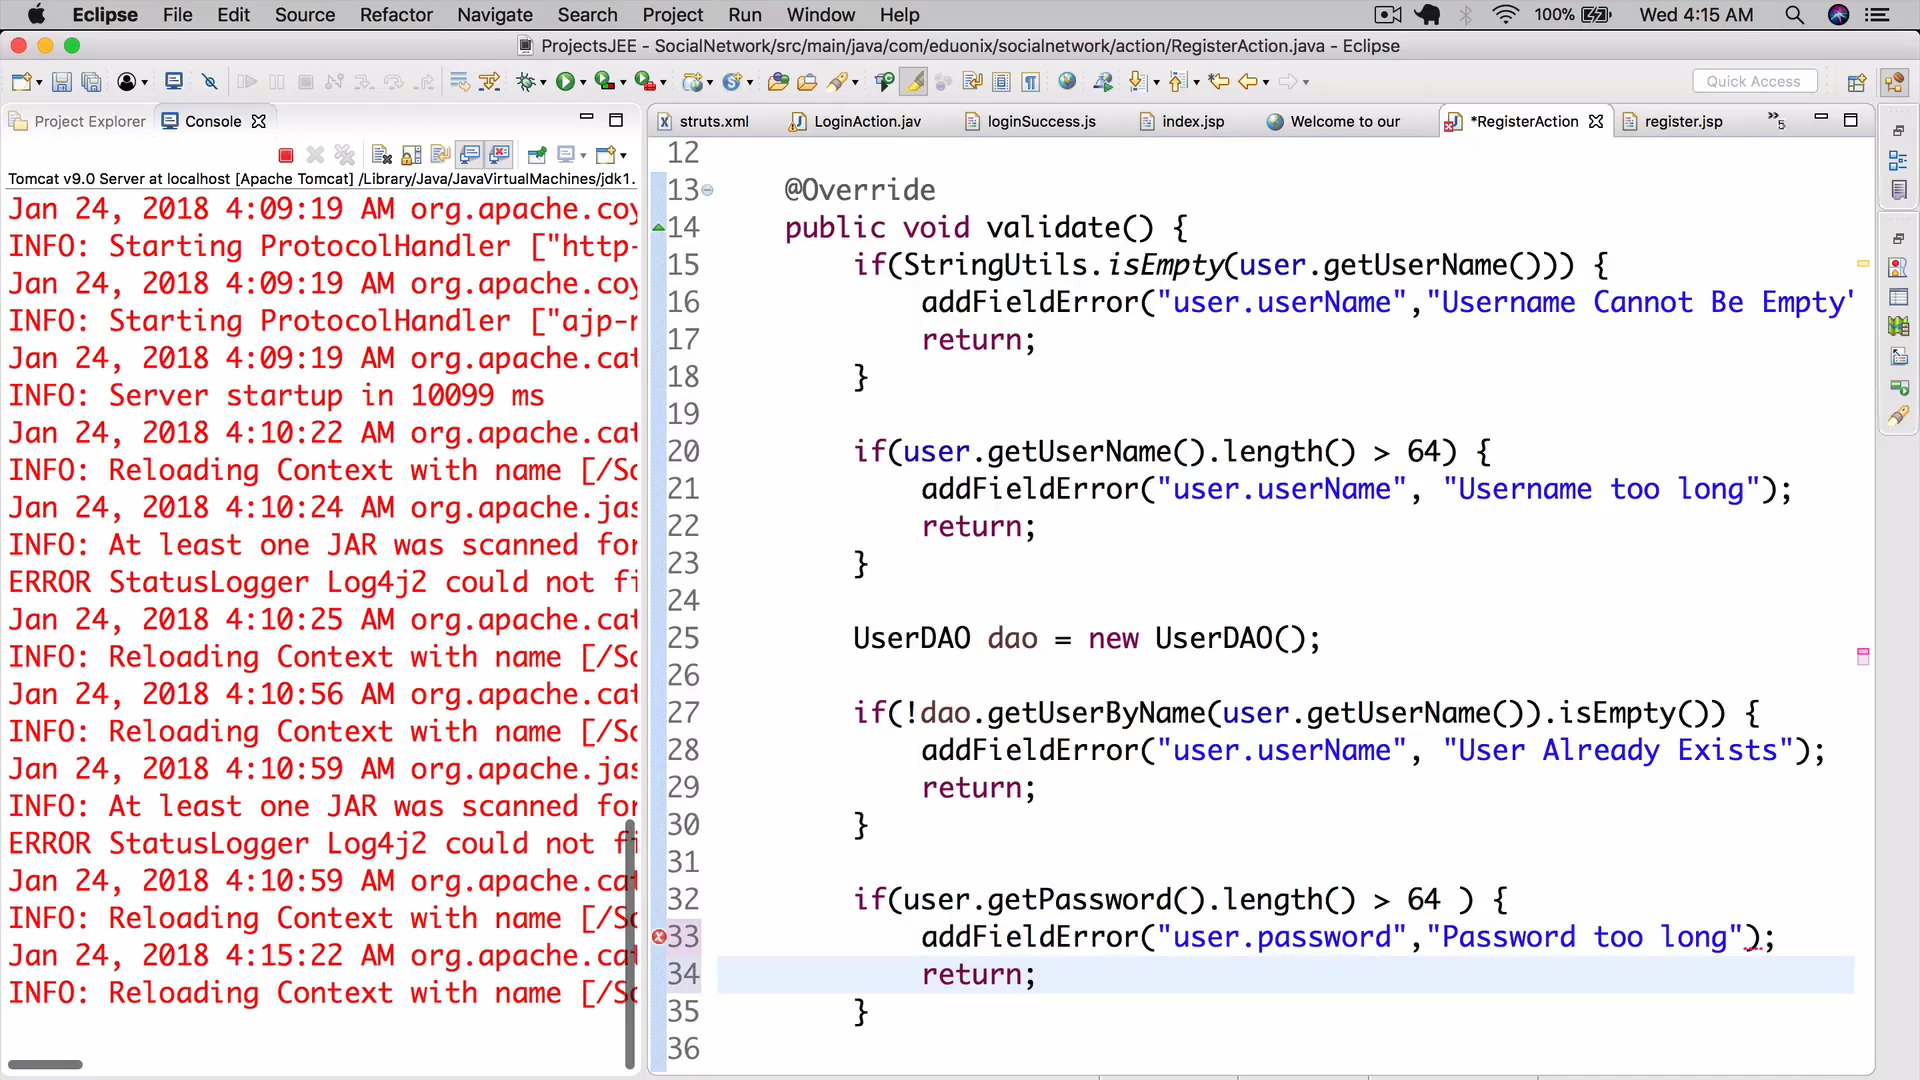 Eclipse File Edit Source Refactor Navigate Search Project Run Window Help 100% Wed 4:15 AM
ProjectsJEE - SocialNetwork/src/main/java/com/eduonix/socialnetwork/action/RegisterAction.java - Eclipse
Quick Access
Project Explorer Console
struts.xml LoginAction.jav loginSuccess.js index.jsp Welcome to our *RegisterAction register.jsp 5
Tomcat v9.0 Server at localhost [Apache Tomcat] /Library/Java/JavaVirtualMachines/jdk1.
Jan 24, 2018 4:09:19 AM org.apache.coy
INFO: Starting ProtocolHandler ["http-
Jan 24, 2018 4:09:19 AM org.apache.coy
INFO: Starting ProtocolHandler ["ajp-n
Jan 24, 2018 4:09:19 AM org.apache.cat
INFO: Server startup in 10099 ms
Jan 24, 2018 4:10:22 AM org.apache.cat
INFO: Reloading Context with name [/So
Jan 24, 2018 4:10:24 AM org.apache.jas
INFO: At least one JAR was scanned for
ERROR StatusLogger Log4j2 could not fi
Jan 24, 2018 4:10:25 AM org.apache.cat
INFO: Reloading Context with name [/So
Jan 24, 2018 4:10:56 AM org.apache.cat
INFO: Reloading Context with name [/So
Jan 24, 2018 4:10:59 AM org.apache.jas
INFO: At least one JAR was scanned for
ERROR StatusLogger Log4j2 could not fi
Jan 24, 2018 4:10:59 AM org.apache.cat
INFO: Reloading Context with name [/So
Jan 24, 2018 4:15:22 AM org.apache.cat
INFO: Reloading Context with name [/So
12
13 @Override
14 public void validate() {
15 if(StringUtils.isEmpty(user.getUserName())) {
16 addFieldError("user.userName","Username Cannot Be Empty"
17 return;
18 }
19
20 if(user.getUserName().length() > 64) {
21 addFieldError("user.userName", "Username too long");
22 return;
23 }
24
25 UserDAO dao = new UserDAO();
26
27 if(!dao.getUserByName(user.getUserName()).isEmpty()) {
28 addFieldError("user.userName", "User Already Exists");
29 return;
30 }
31
32 if(user.getPassword().length() > 64 ) {
33 addFieldError("user.password","Password too long");
34 return;
35 }
36